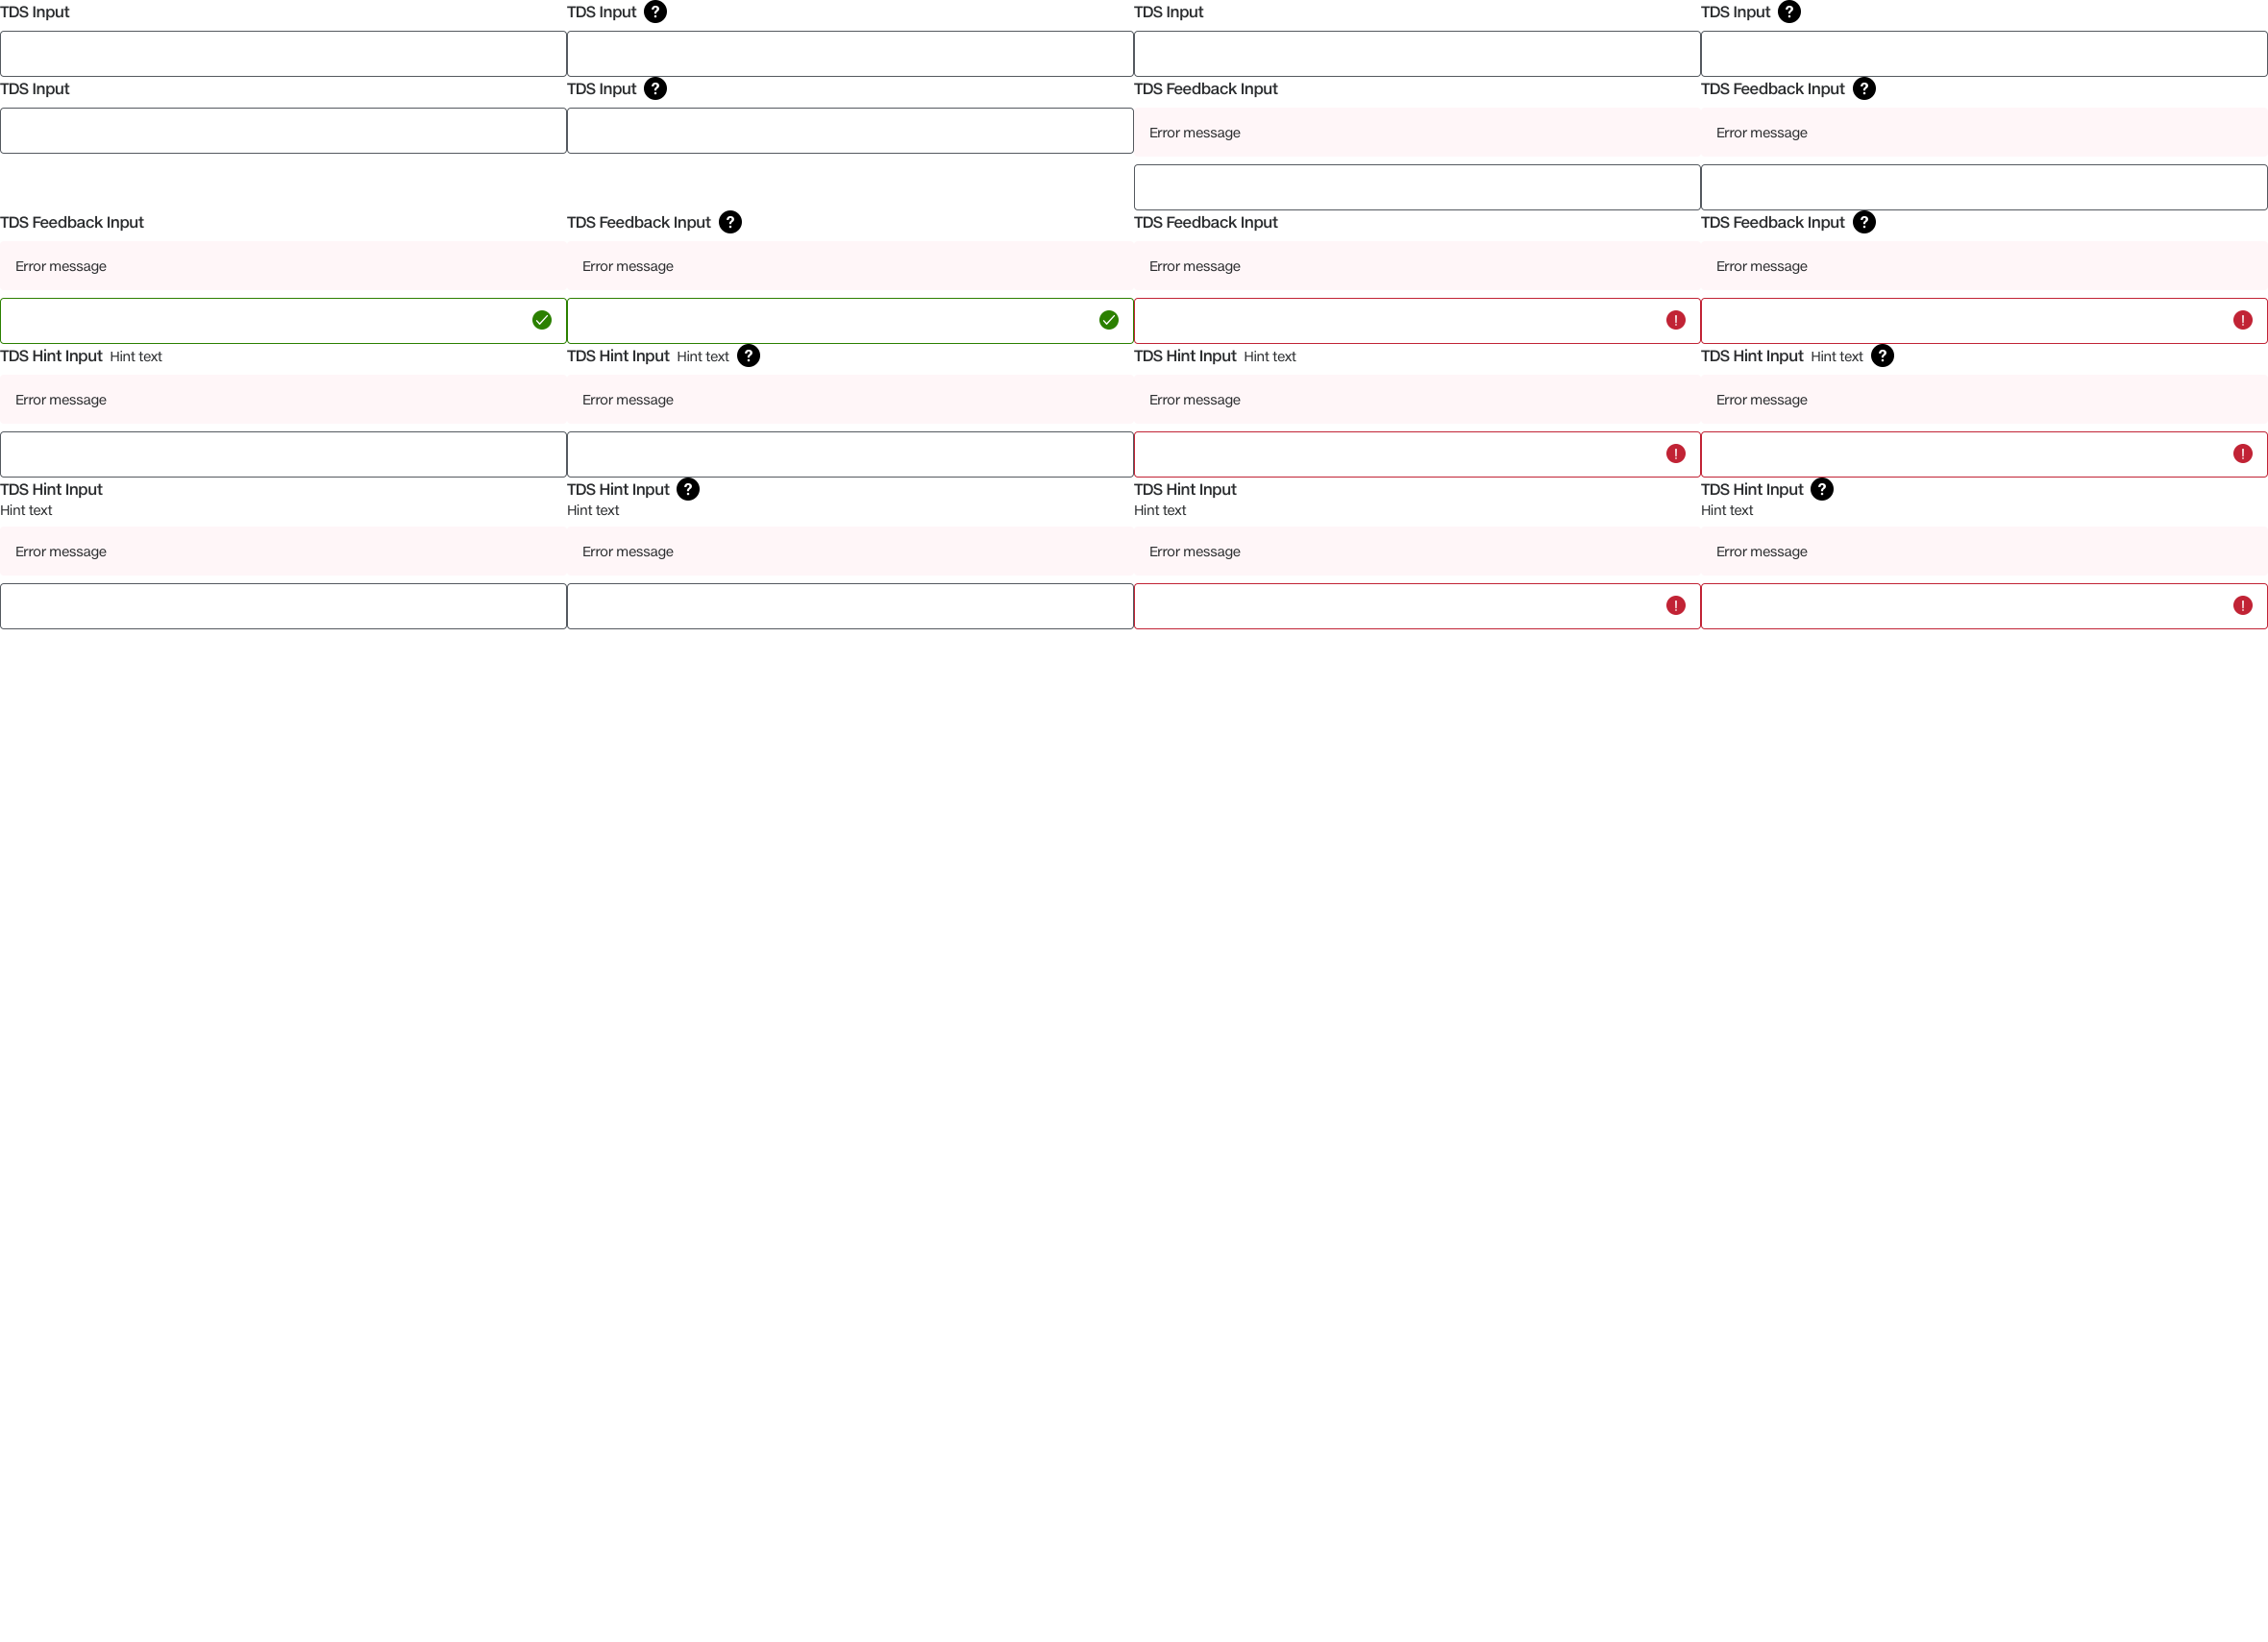 TDS Input TDS Input ? TDS Input TDS Input ?
TDS Input TDS Input ? TDS Feedback Input TDS Feedback Input ?
Error message Error message
TDS Feedback Input TDS Feedback Input ? TDS Feedback Input TDS Feedback Input ?
Error message Error message Error message Error message
! !
TDS Hint Input Hint text TDS Hint Input Hint text ? TDS Hint Input Hint text TDS Hint Input Hint text ?
Error message Error message Error message Error message
! !
TDS Hint Input TDS Hint Input ? TDS Hint Input TDS Hint Input ?
Hint text Hint text Hint text Hint text
Error message Error message Error message Error message
! !